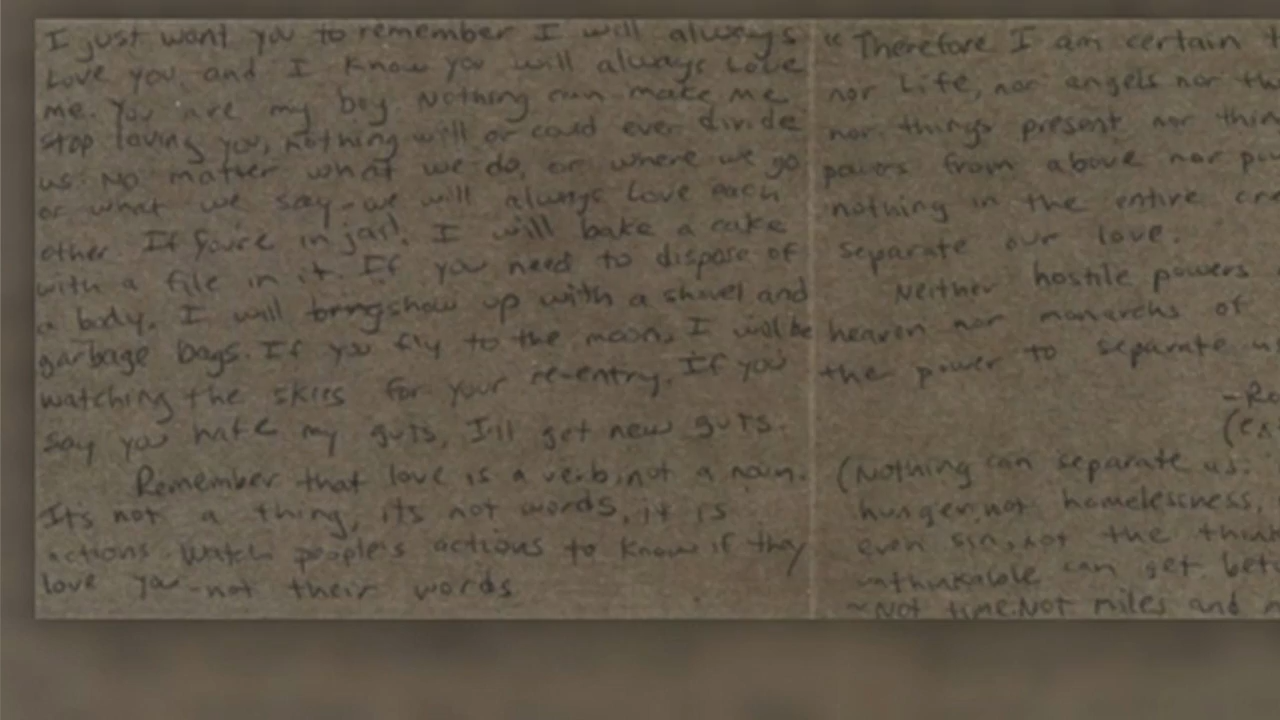 I just want you to remember I will always
Love you, and I know you will always Love
me. You are my boy Nothing can make me
stop loving you, nothing will or could ever divide
us. No matter what we do, or where we go
or what we say - we will always Love each
other. If you're in jail, I will bake a cake
with a file in it. If you need to dispose of
a body, I will bring show up with a shovel and
garbage bags. If you fly to the moon, I will be
watching the skies for your re-entry. If you
say you hate my guts, I'll get new guts.
Remember that love is a verb, not a noun.
It's not a thing, its not words, it is
actions. Watch people's actions to know if they
love you - not their words
"Therefore I am certain
nor Life, nor angels nor
nor things present nor
powers from above nor
nothing in the entire
separate our love.
Neither hostile powers
heaven nor monarchs of
the power to separate us
(Nothing can separate us.
hunger, not homelessness,
even sin, not the
unthinkable can get
~Not time. Not miles and